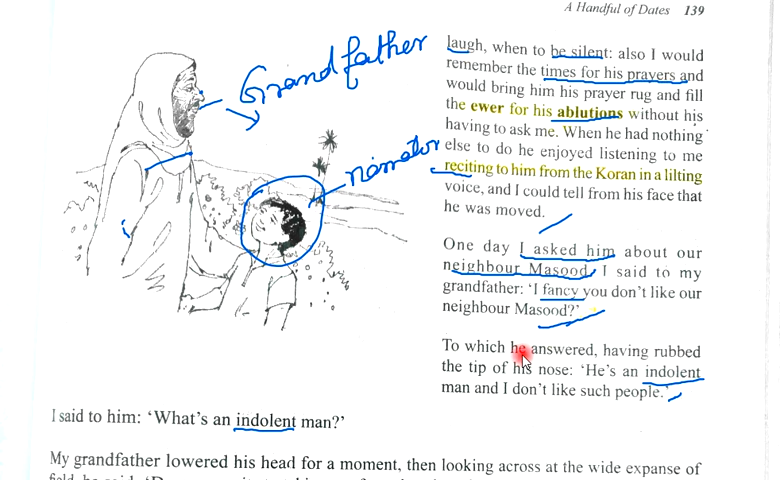 A Handful of Dates 139
Grandfather
narrator
laugh, when to be silent: also I would
remember the times for his prayers and
would bring him his prayer rug and fill
the ewer for his ablutions without his
having to ask me. When he had nothing
else to do he enjoyed listening to me
reciting to him from the Koran in a lilting
voice, and I could tell from his face that
he was moved.
One day I asked him about our
neighbour Masood. I said to my
grandfather: 'I fancy you don't like our
neighbour Masood?'
To which he answered, having rubbed
the tip of his nose: 'He's an indolent
man and I don't like such people.'
I said to him: 'What's an indolent man?'
My grandfather lowered his head for a moment, then looking across at the wide expanse of